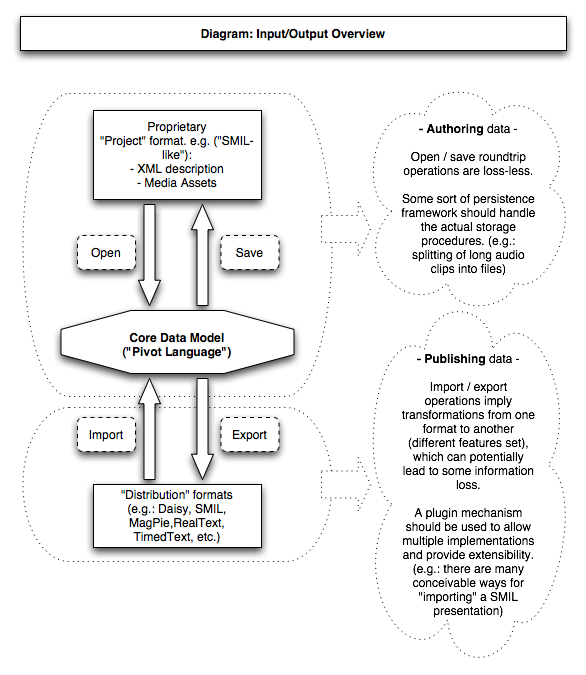 Diagram: Input/Output Overview
Proprietary
"Project" format. e.g. ("SMIL-
like"):
- XML description
- Media Assets
Open
Save
Core Data Model
("Pivot Language")
Import
Export
"Distribution" formats
(e.g.: Daisy, SMIL,
MagPie,RealText,
TimedText, etc.)
- Authoring data -
Open / save roundtrip
operations are loss-less.
Some sort of persistence
framework should handle
the actual storage
procedures. (e.g.:
splitting of long audio
clips into files)
- Publishing data -
Import / export
operations imply
transformations from one
format to another
(different features set),
which can potentially
lead to some information
loss.
A plugin mechanism
should be used to allow
multiple implementations
and provide extensibility.
(e.g.: there are many
conceivable ways for
"importing" a SMIL
presentation)